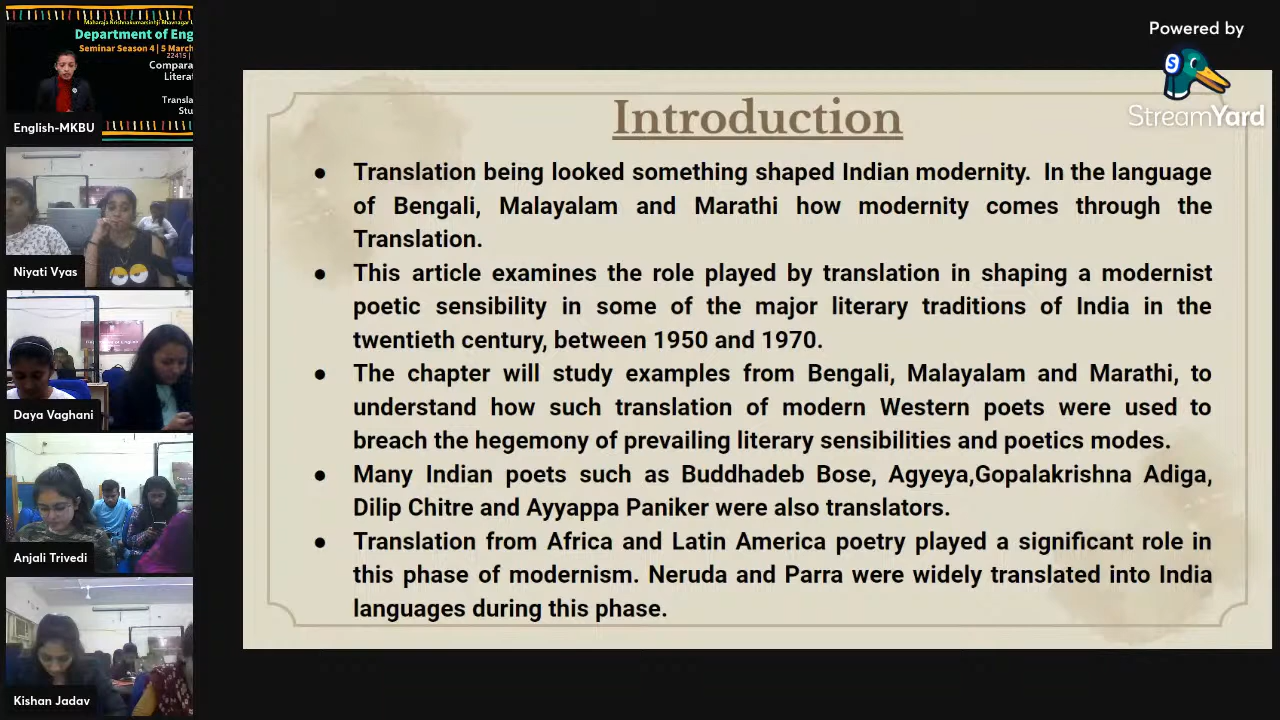 Maharaja Krishnakumarsinhji Bhavnagar
Department of Eng
Seminar Season 4 | 5 March
22415 |
Compara
Literat
Transla
Stu
English-MKBU
Niyati Vyas
Daya Vaghani
Anjali Trivedi
Kishan Jadav
Powered by
S
StreamYard
Introduction
● Translation being looked something shaped Indian modernity. In the language
of Bengali, Malayalam and Marathi how modernity comes through the
Translation.
● This article examines the role played by translation in shaping a modernist
poetic sensibility in some of the major literary traditions of India in the
twentieth century, between 1950 and 1970.
● The chapter will study examples from Bengali, Malayalam and Marathi, to
understand how such translation of modern Western poets were used to
breach the hegemony of prevailing literary sensibilities and poetics modes.
● Many Indian poets such as Buddhadeb Bose, Agyeya,Gopalakrishna Adiga,
Dilip Chitre and Ayyappa Paniker were also translators.
● Translation from Africa and Latin America poetry played a significant role in
this phase of modernism. Neruda and Parra were widely translated into India
languages during this phase.